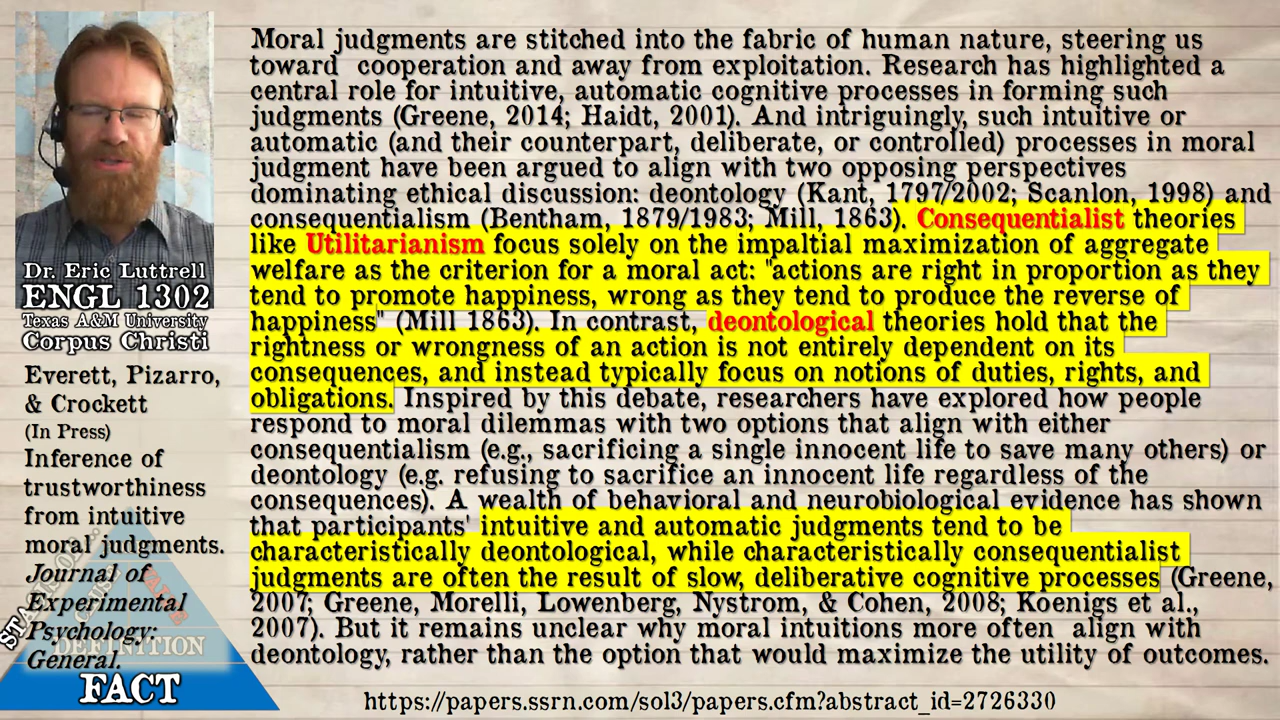 Dr. Eric Luttrell
ENGL 1302
Texas A&M University
Corpus Christi
Everett, Pizarro,
& Crockett
(In Press)
Inference of
trustworthiness
from intuitive
moral judgments.
Journal of
Experimental
Psychology:
General.
DEFINITION
FACT
Moral judgments are stitched into the fabric of human nature, steering us
toward cooperation and away from exploitation. Research has highlighted a
central role for intuitive, automatic cognitive processes in forming such
judgments (Greene, 2014; Haidt, 2001). And intriguingly, such intuitive or
automatic (and their counterpart, deliberate, or controlled) processes in moral
judgment have been argued to align with two opposing perspectives
dominating ethical discussion: deontology (Kant, 1797/2002; Scanlon, 1998) and
consequentialism (Bentham, 1879/1983; Mill, 1863). Consequentialist theories
like Utilitarianism focus solely on the impaltial maximization of aggregate
welfare as the criterion for a moral act: "actions are right in proportion as they
tend to promote happiness, wrong as they tend to produce the reverse of
happiness" (Mill 1863). In contrast, deontological theories hold that the
rightness or wrongness of an action is not entirely dependent on its
consequences, and instead typically focus on notions of duties, rights, and
obligations. Inspired by this debate, researchers have explored how people
respond to moral dilemmas with two options that align with either
consequentialism (e.g., sacrificing a single innocent life to save many others) or
deontology (e.g. refusing to sacrifice an innocent life regardless of the
consequences). A wealth of behavioral and neurobiological evidence has shown
that participants' intuitive and automatic judgments tend to be
characteristically deontological, while characteristically consequentialist
judgments are often the result of slow, deliberative cognitive processes (Greene,
2007; Greene, Morelli, Lowenberg, Nystrom, & Cohen, 2008; Koenigs et al.,
2007). But it remains unclear why moral intuitions more often align with
deontology, rather than the option that would maximize the utility of outcomes.
https://papers.ssrn.com/sol3/papers.cfm?abstract_id=2726330